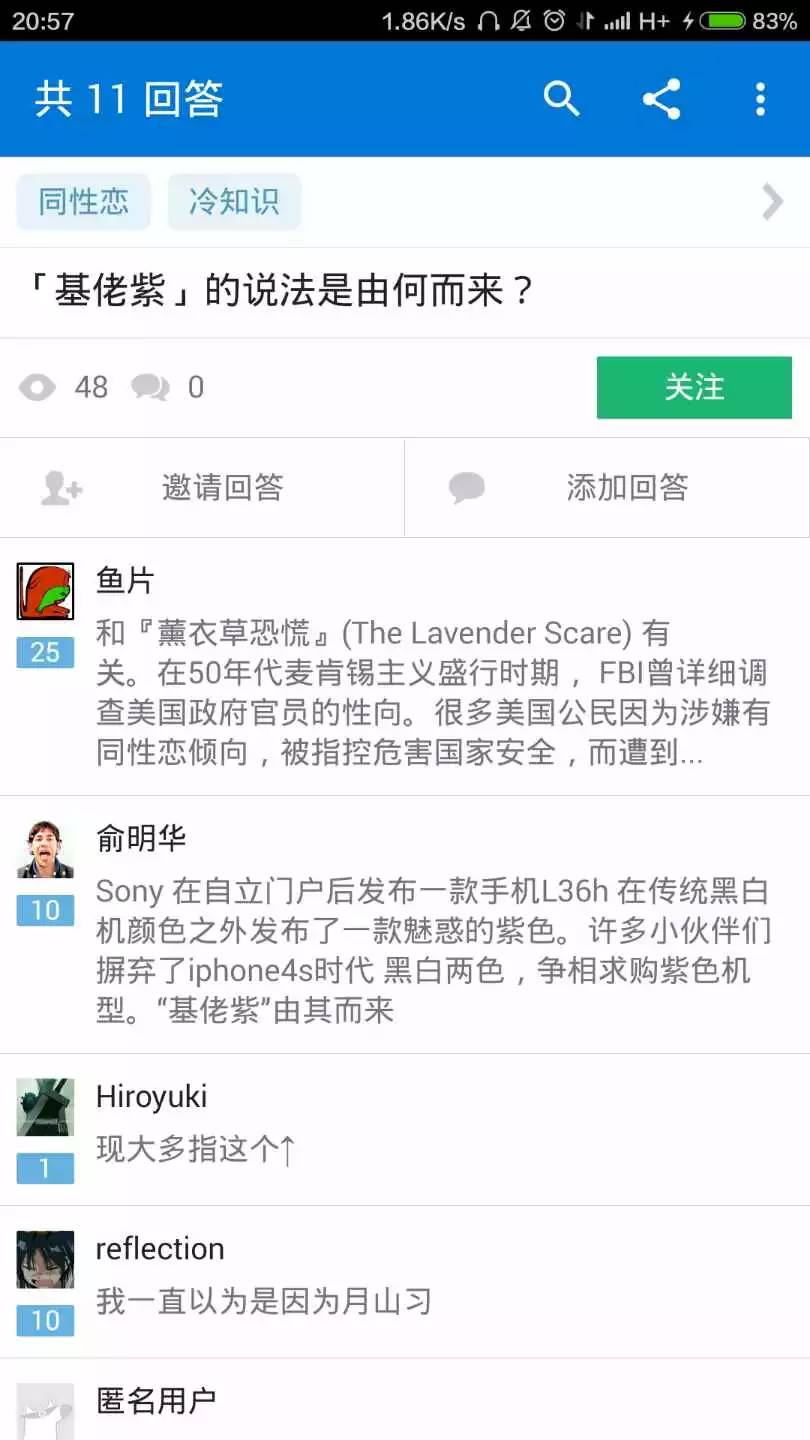 20:57 1.86K/s H+ 83%
共 11 回答
同性恋 冷知识
「基佬紫」的说法是由何而来？
48 0 关注
邀请回答 添加回答
鱼片
25
和『薰衣草恐慌』(The Lavender Scare) 有
关。在50年代麦肯锡主义盛行时期，FBI曾详细调
查美国政府官员的性向。很多美国公民因为涉嫌有
同性恋倾向，被指控危害国家安全，而遭到...
俞明华
10
Sony 在自立门户后发布一款手机L36h 在传统黑白
机颜色之外发布了一款魅惑的紫色。许多小伙伴们
摒弃了iphone4s时代 黑白两色，争相求购紫色机
型。“基佬紫”由其而来
Hiroyuki
1
现大多指这个↑
reflection
10
我一直以为是因为月山习
匿名用户